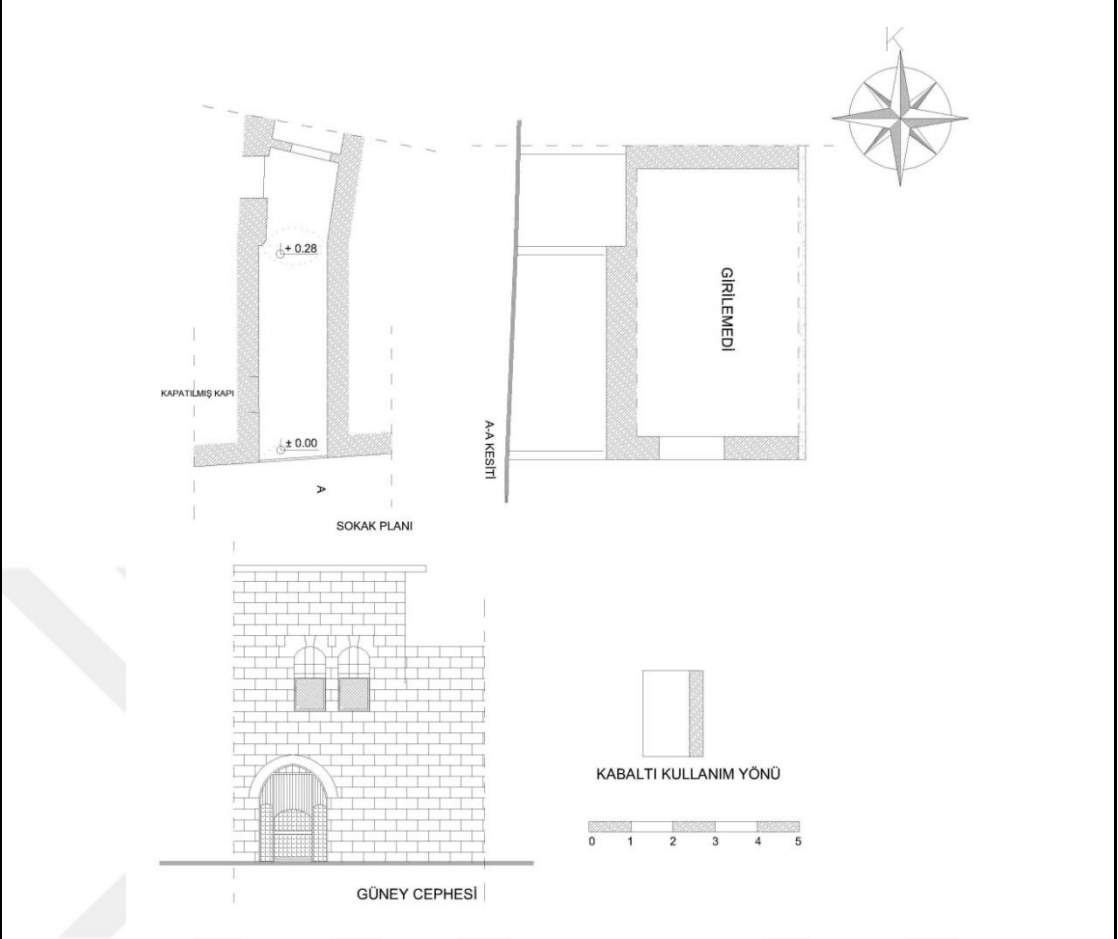 K
+ 0.28
KAPATILMIŞ KAPI
± 0.00
A
SOKAK PLANI
A-A KESİTİ
GİRİLEMEDİ
KABALTI KULLANIM YÖNÜ
0 1 2 3 4 5
GÜNEY CEPHESİ